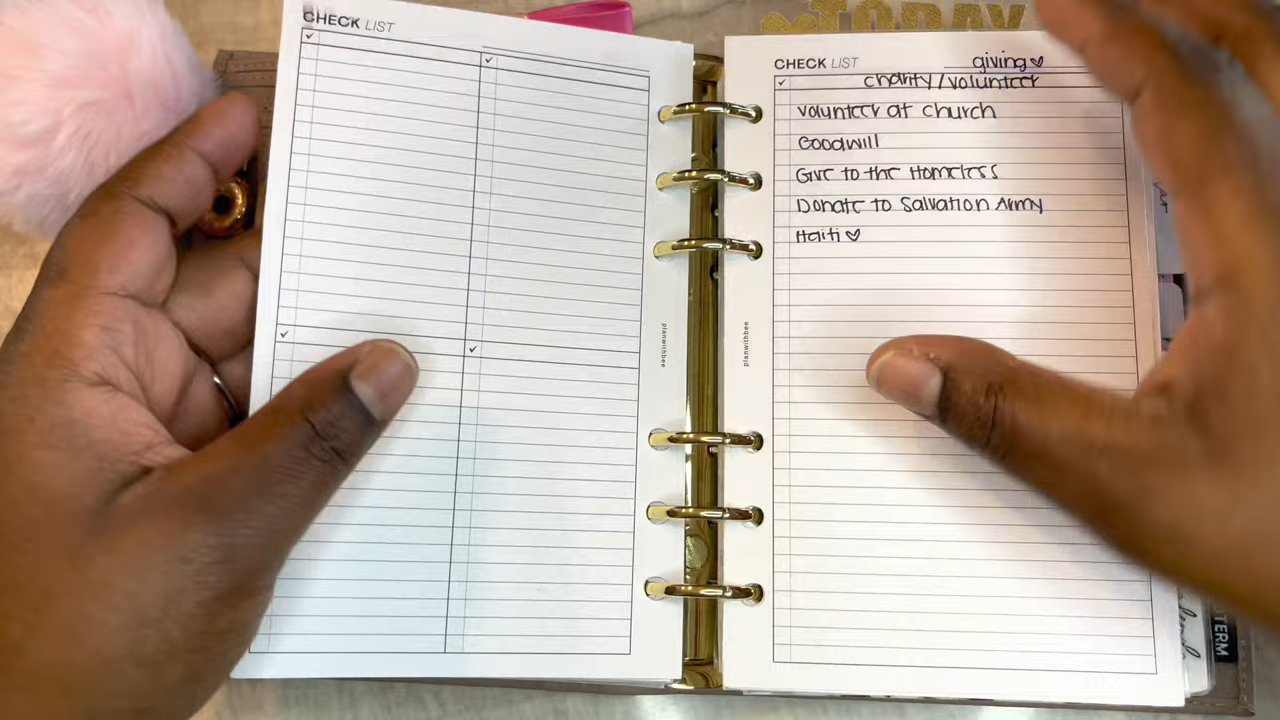 TODAY
CHECK LIST
planwithbee
CHECK LIST
giving
charity/volunteer
volunteer at church
Goodwill
Give to the Homeless
Donate to Salvation Army
Haiti
planwithbee
TERM